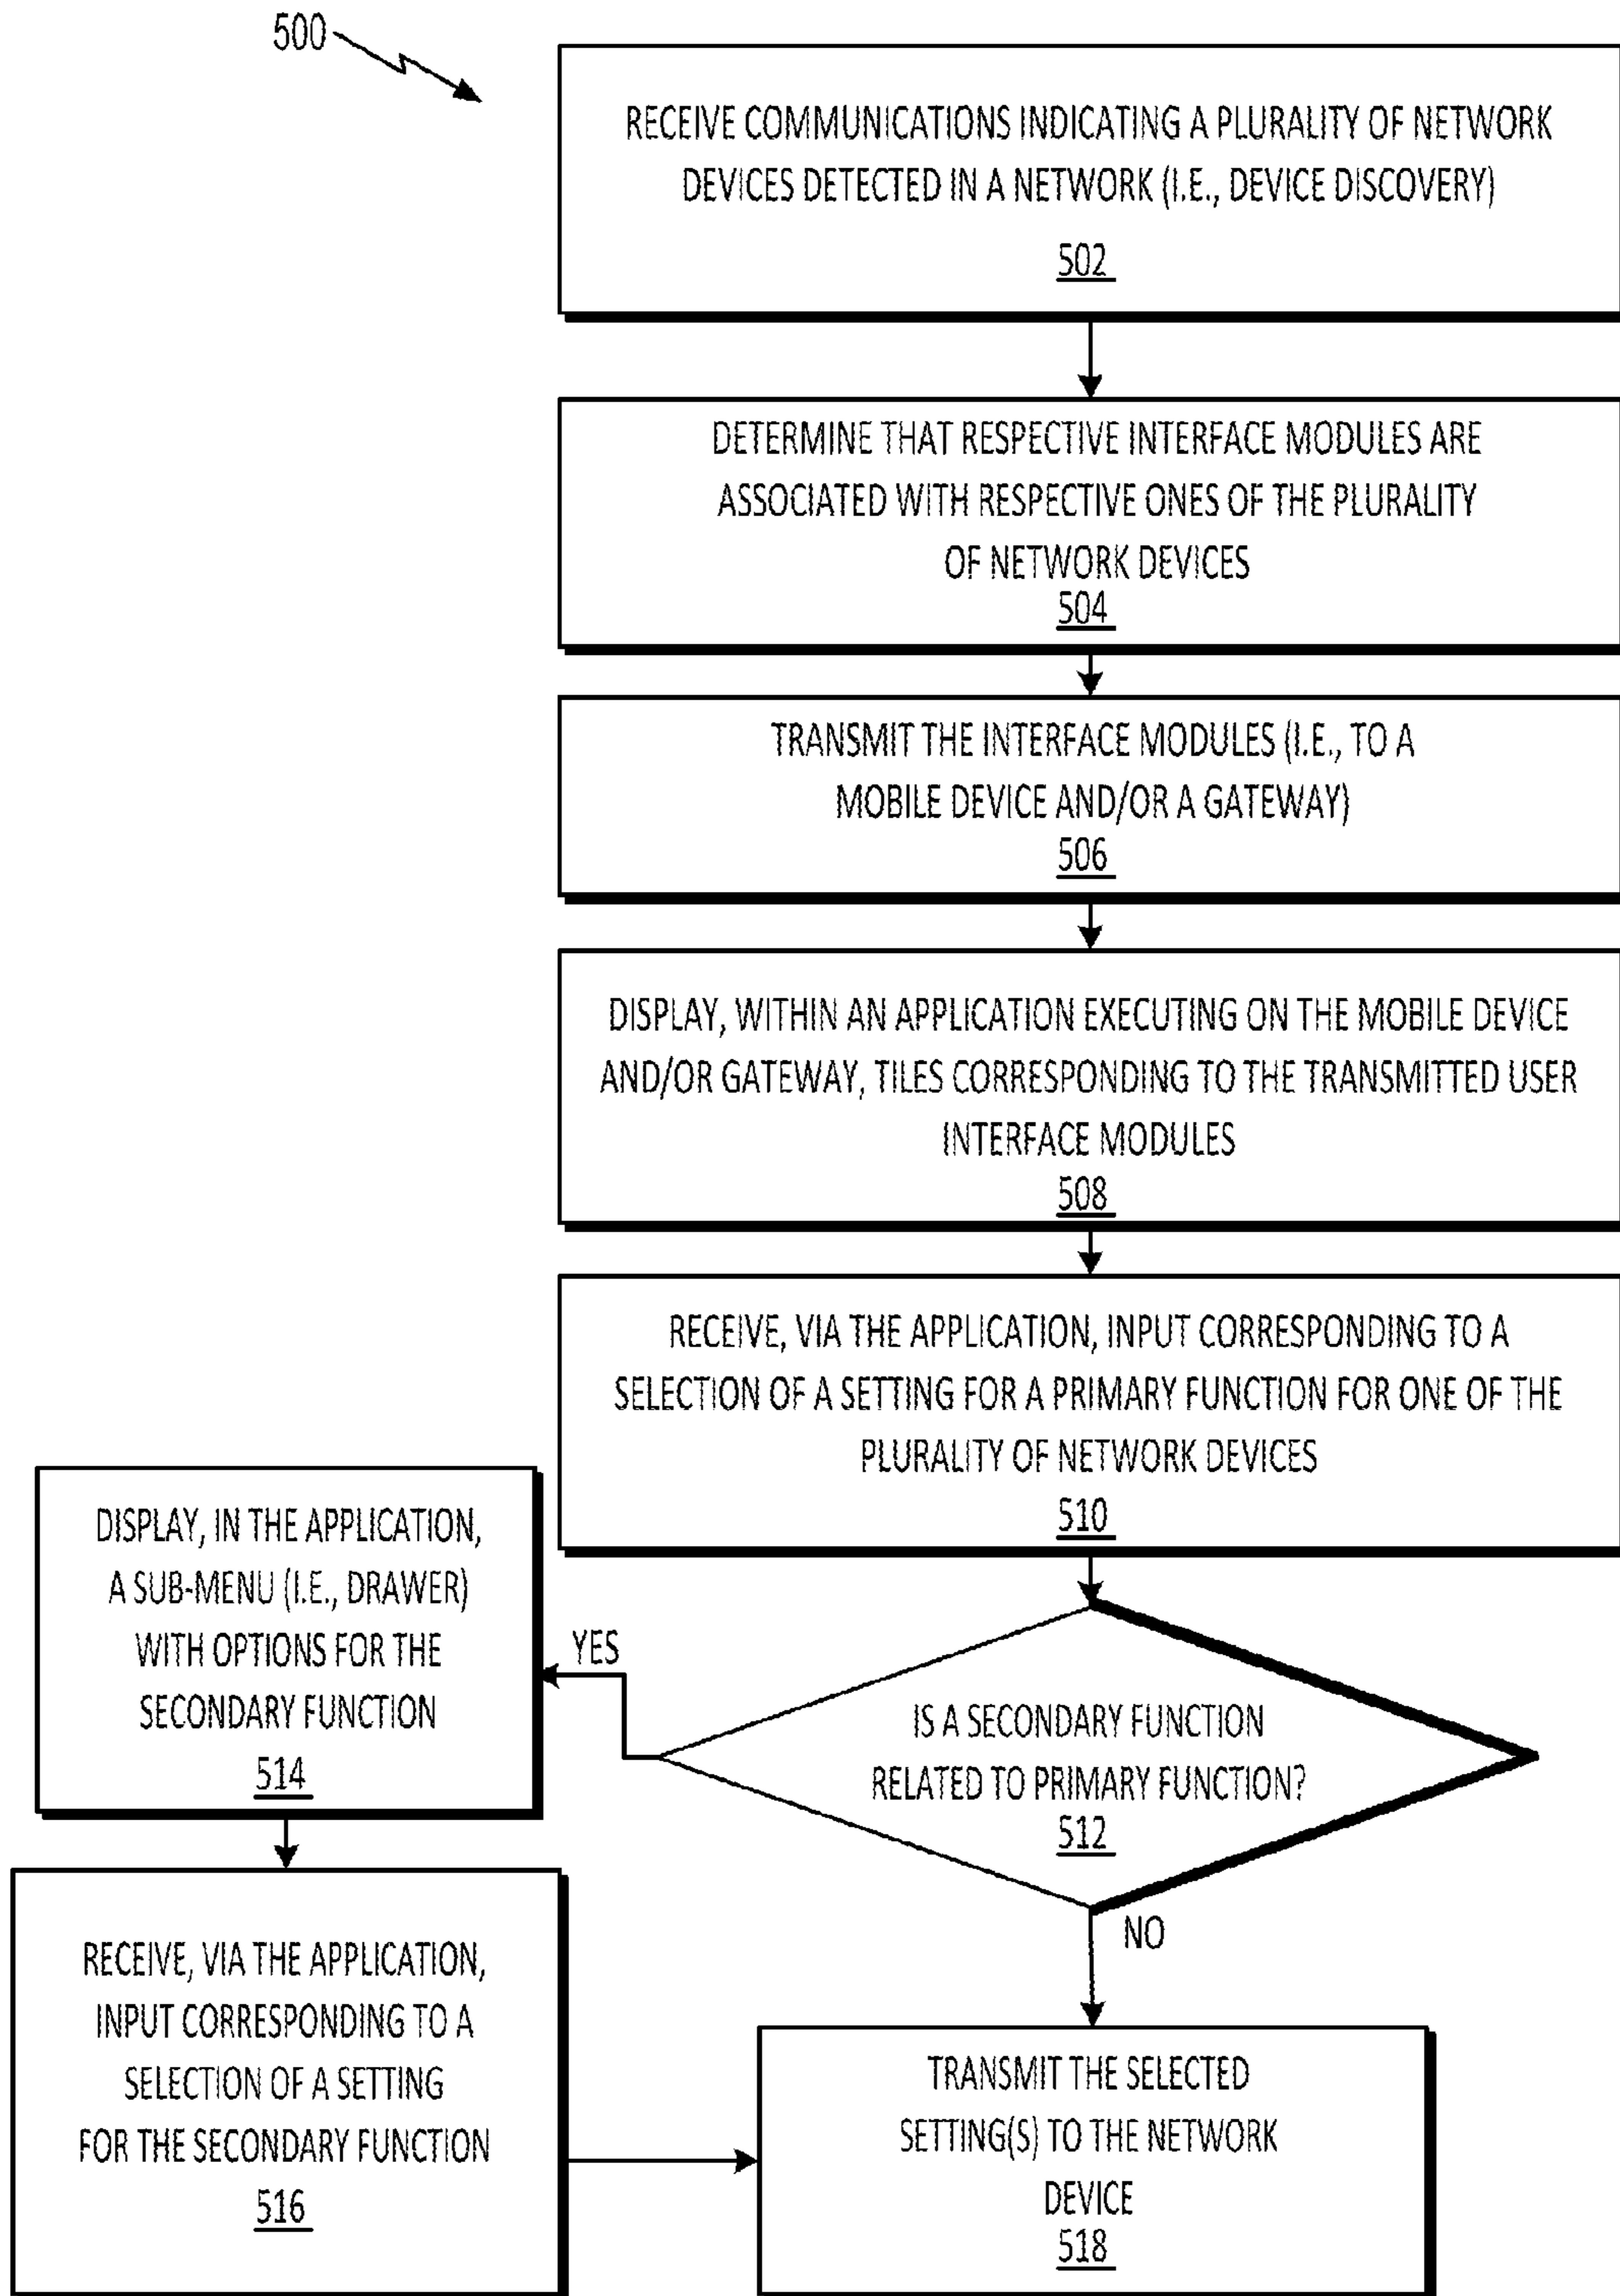 500
RECEIVE COMMUNICATIONS INDICATING A PLURALITY OF NETWORK
DEVICES DETECTED IN A NETWORK (I.E., DEVICE DISCOVERY)
502
DETERMINE THAT RESPECTIVE INTERFACE MODULES ARE
ASSOCIATED WITH RESPECTIVE ONES OF THE PLURALITY
OF NETWORK DEVICES
504
TRANSMIT THE INTERFACE MODULES (I.E., TO A
MOBILE DEVICE AND/OR A GATEWAY)
506
DISPLAY, WITHIN AN APPLICATION EXECUTING ON THE MOBILE DEVICE
AND/OR GATEWAY, TILES CORRESPONDING TO THE TRANSMITTED USER
INTERFACE MODULES
508
RECEIVE, VIA THE APPLICATION, INPUT CORRESPONDING TO A
SELECTION OF A SETTING FOR A PRIMARY FUNCTION FOR ONE OF THE
PLURALITY OF NETWORK DEVICES
510
IS A SECONDARY FUNCTION
RELATED TO PRIMARY FUNCTION?
512
YES
DISPLAY, IN THE APPLICATION,
A SUB-MENU (I.E., DRAWER)
WITH OPTIONS FOR THE
SECONDARY FUNCTION
514
RECEIVE, VIA THE APPLICATION,
INPUT CORRESPONDING TO A
SELECTION OF A SETTING
FOR THE SECONDARY FUNCTION
516
NO
TRANSMIT THE SELECTED
SETTING(S) TO THE NETWORK
DEVICE
518